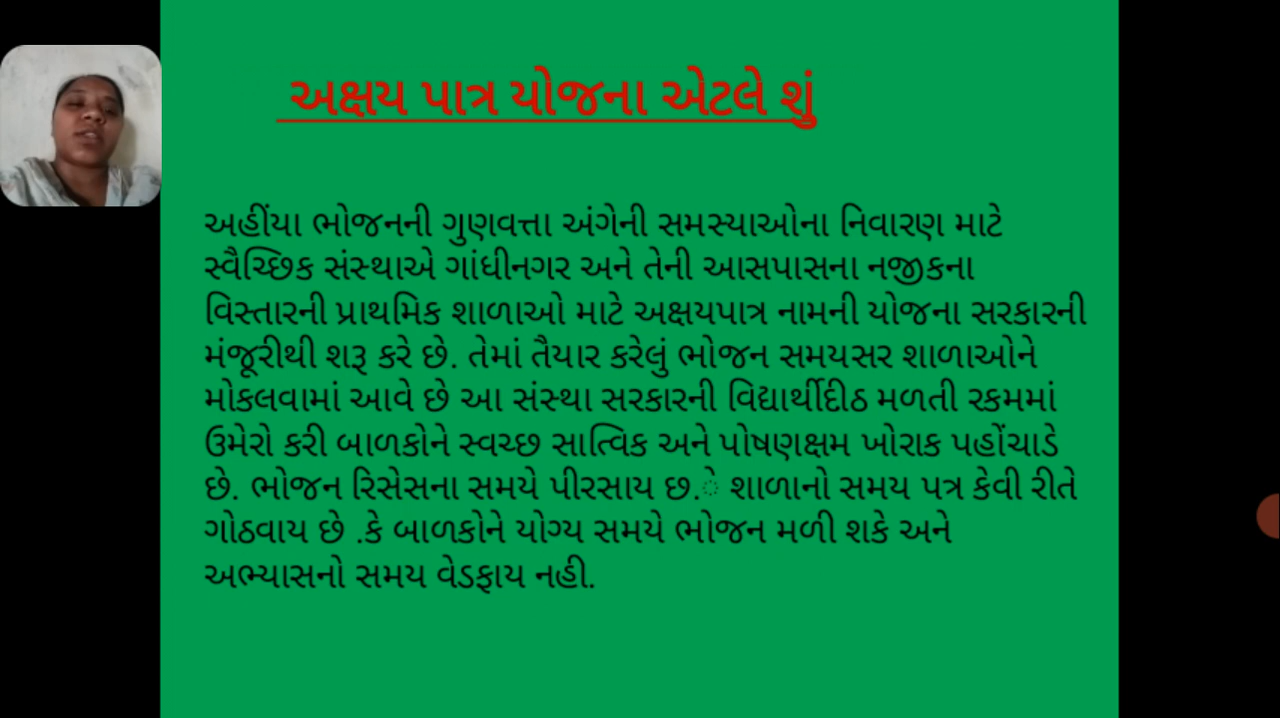 અક્ષય પાત્ર યોજના એટલે શું
અહીંયા ભોજનની ગુણવત્તા અંગેની સમસ્યાઓના નિવારણ માટે
સ્વૈચ્છિક સંસ્થાએ ગાંધીનગર અને તેની આસપાસના નજીકના
વિસ્તારની પ્રાથમિક શાળાઓ માટે અક્ષયપાત્ર નામની યોજના સરકારની
મંજૂરીથી શરૂ કરે છે. તેમાં તૈયાર કરેલું ભોજન સમયસર શાળાઓને
મોકલવામાં આવે છે આ સંસ્થા સરકારની વિદ્યાર્થીદીઠ મળતી રકમમાં
ઉમેરો કરી બાળકોને સ્વચ્છ સાત્વિક અને પોષણક્ષમ ખોરાક પહોંચાડે
છે. ભોજન રિસેસના સમયે પીરસાય છ.ે શાળાનો સમય પત્ર કેવી રીતે
ગોઠવાય છે .કે બાળકોને યોગ્ય સમયે ભોજન મળી શકે અને
અભ્યાસનો સમય વેડફાય નહી.